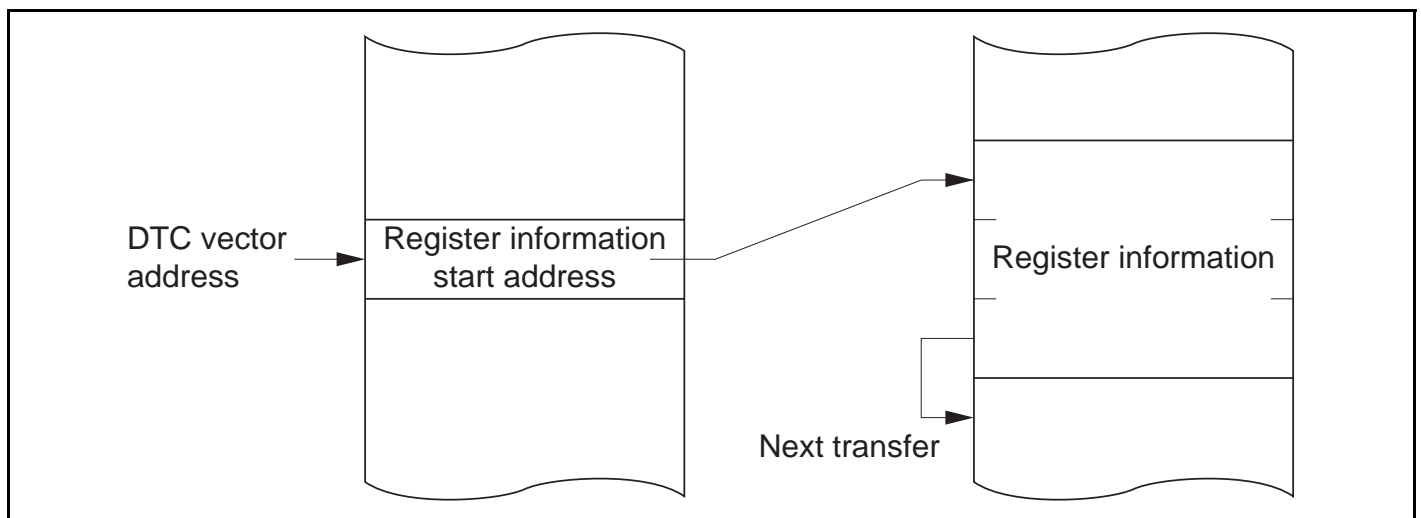 DTC vector
address
Register information
start address
Register information
Next transfer